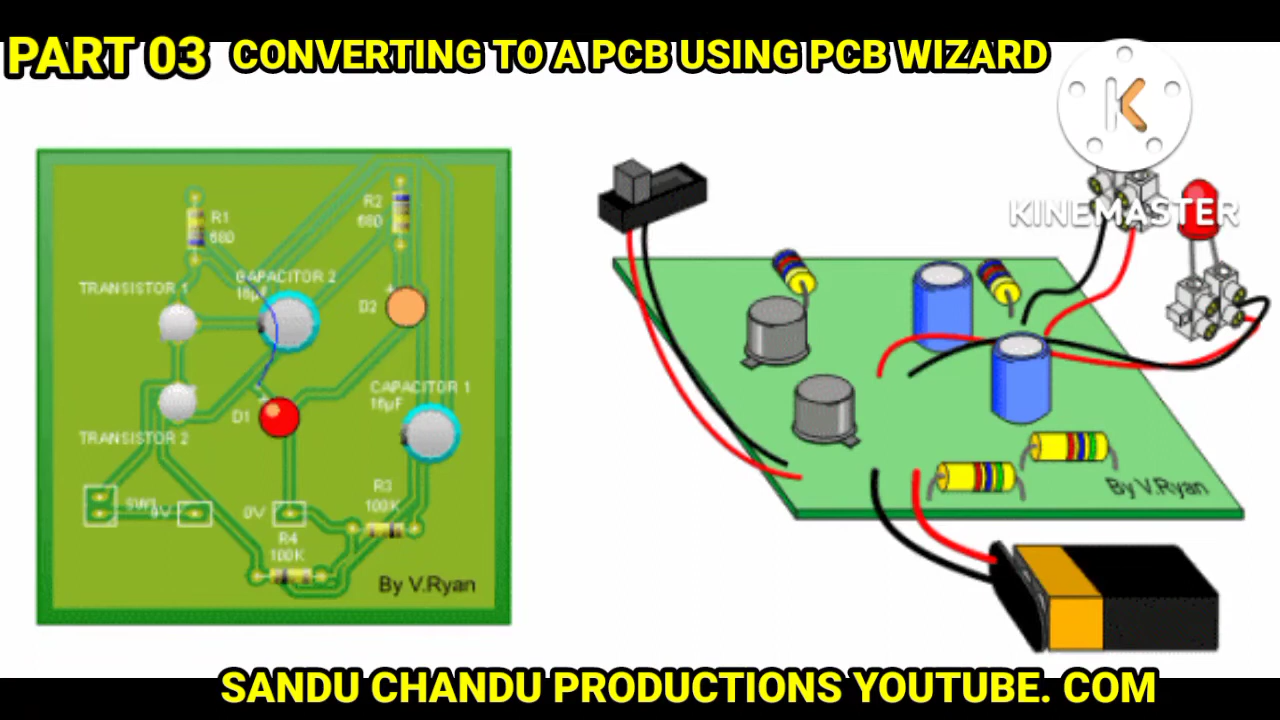 PART 03 CONVERTING TO A PCB USING PCB WIZARD
K
KINEMASTER
R1
680
R2
680
CAPACITOR 2
16µF
TRANSISTOR 1
D2
CAPACITOR 1
16µF
D1
TRANSISTOR 2
SW1
9V
0V
R3
100K
R4
100K
By V.Ryan
By V.Ryan
SANDU CHANDU PRODUCTIONS YOUTUBE. COM